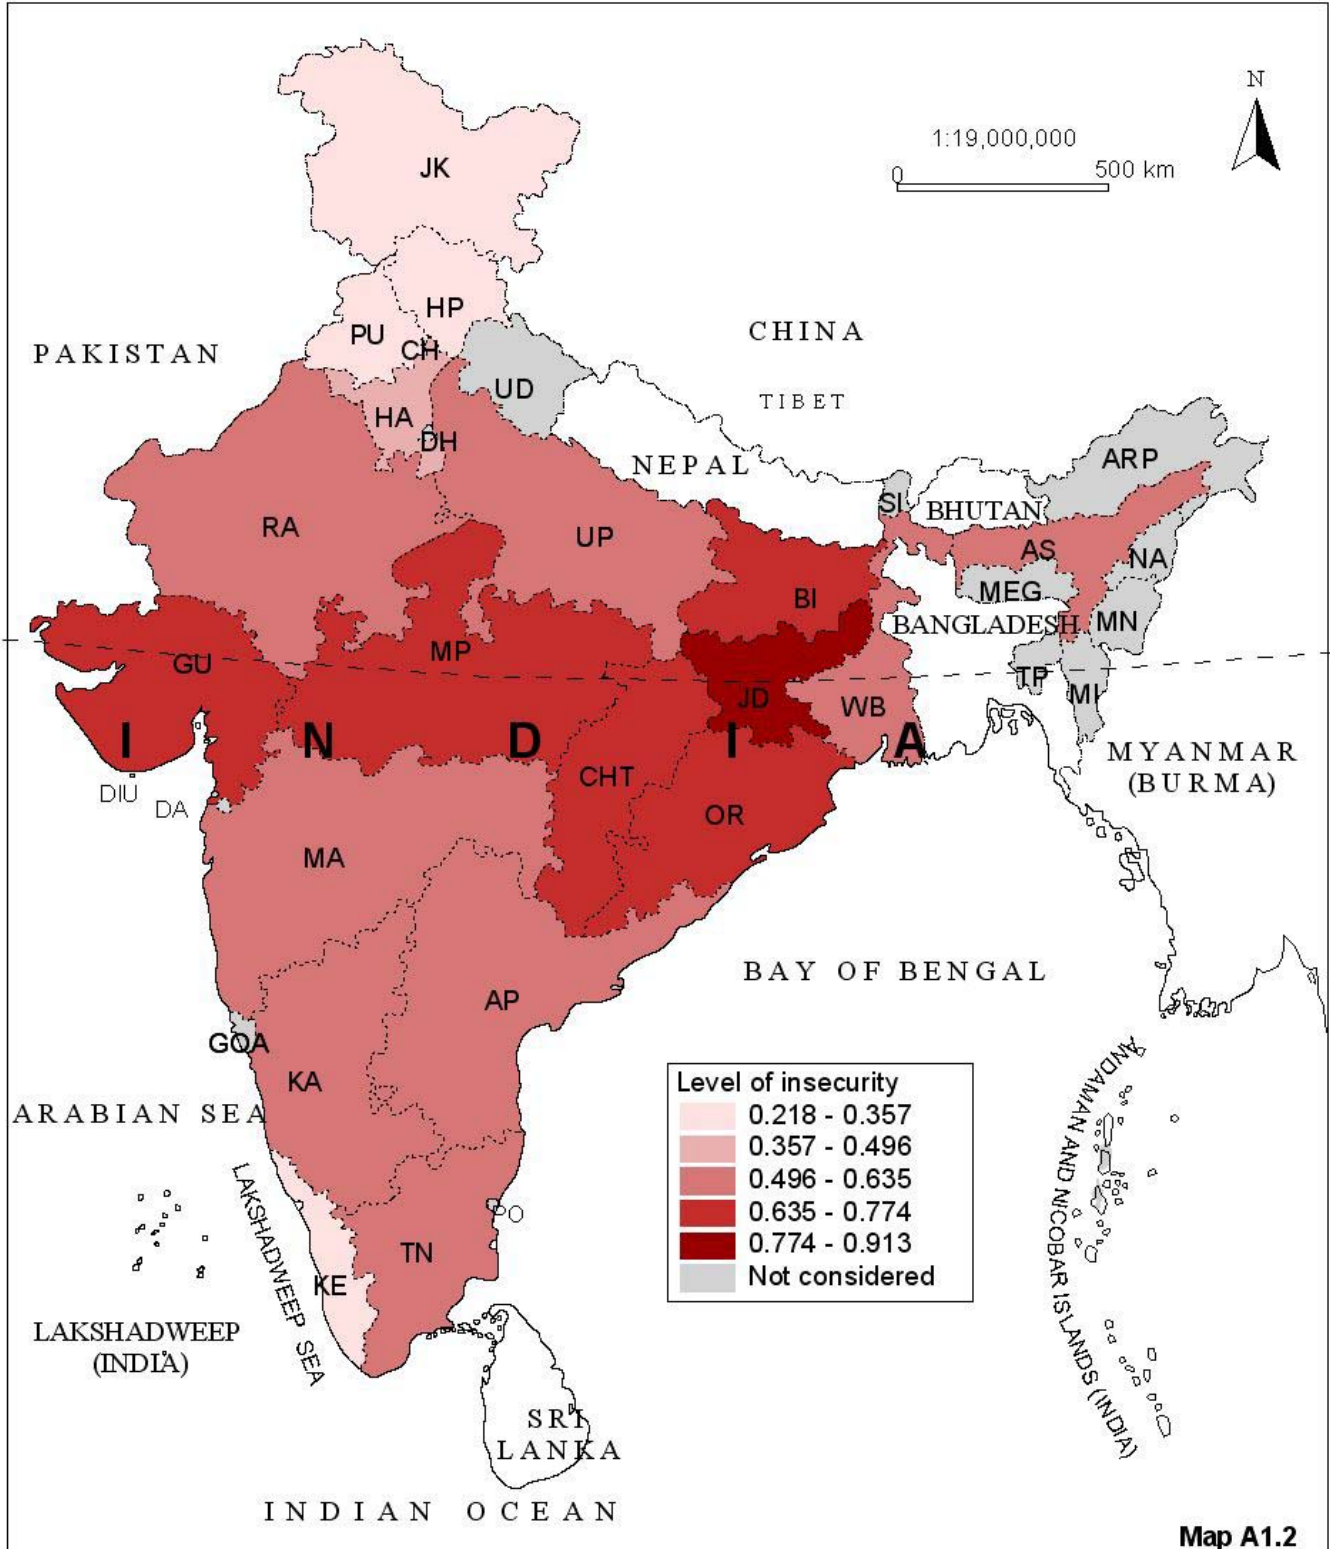 N
1:19,000,000
0
500 km
JK
HP
PU
CH
CHINA
PAKISTAN
UD
TIBET
HA
DH
NEPAL
ARP
SI
BHUTAN
RA
UP
AS
NA
MEG
BI
BANGLADESH
MN
MP
GU
TP
MI
JD
WB
I N D I A
MYANMAR
(BURMA)
CHT
DIU
DA
OR
MA
BAY OF BENGAL
AP
GOA
KA
ARABIAN SEA
Level of insecurity
0.218 - 0.357
0.357 - 0.496
0.496 - 0.635
0.635 - 0.774
0.774 - 0.913
Not considered
ANDAMAN AND NICOBAR ISLANDS (INDIA)
LAKSHADWEEP SEA
PO
TN
KE
LAKSHADWEEP
(INDIA)
SRI
LANKA
INDIAN OCEAN
Map A1.2